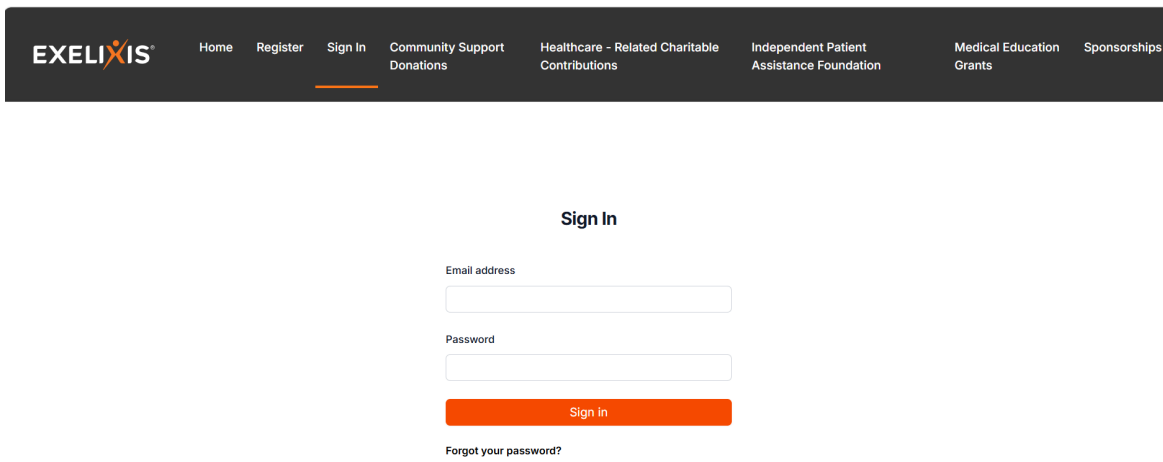 EXELIXIS®
Home
Register
Sign In
Community Support
Donations
Healthcare - Related Charitable
Contributions
Independent Patient
Assistance Foundation
Medical Education
Grants
Sponsorships
Sign In
Email address
Password
Sign in
Forgot your password?